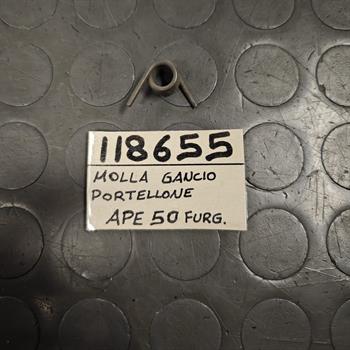 118655
MOLLA GANCIO
PORTELLONE
APE 50 FURG.